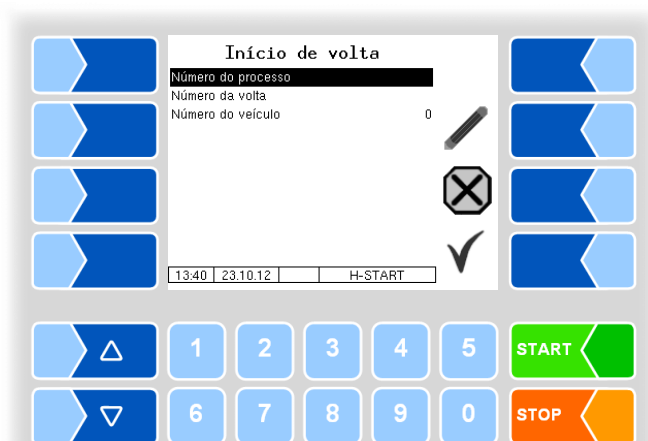 Início de volta
Número do processo
Número da volta
Número do veículo 0
13:40 23.10.12 H-START
1 2 3 4 5 START
6 7 8 9 0 STOP